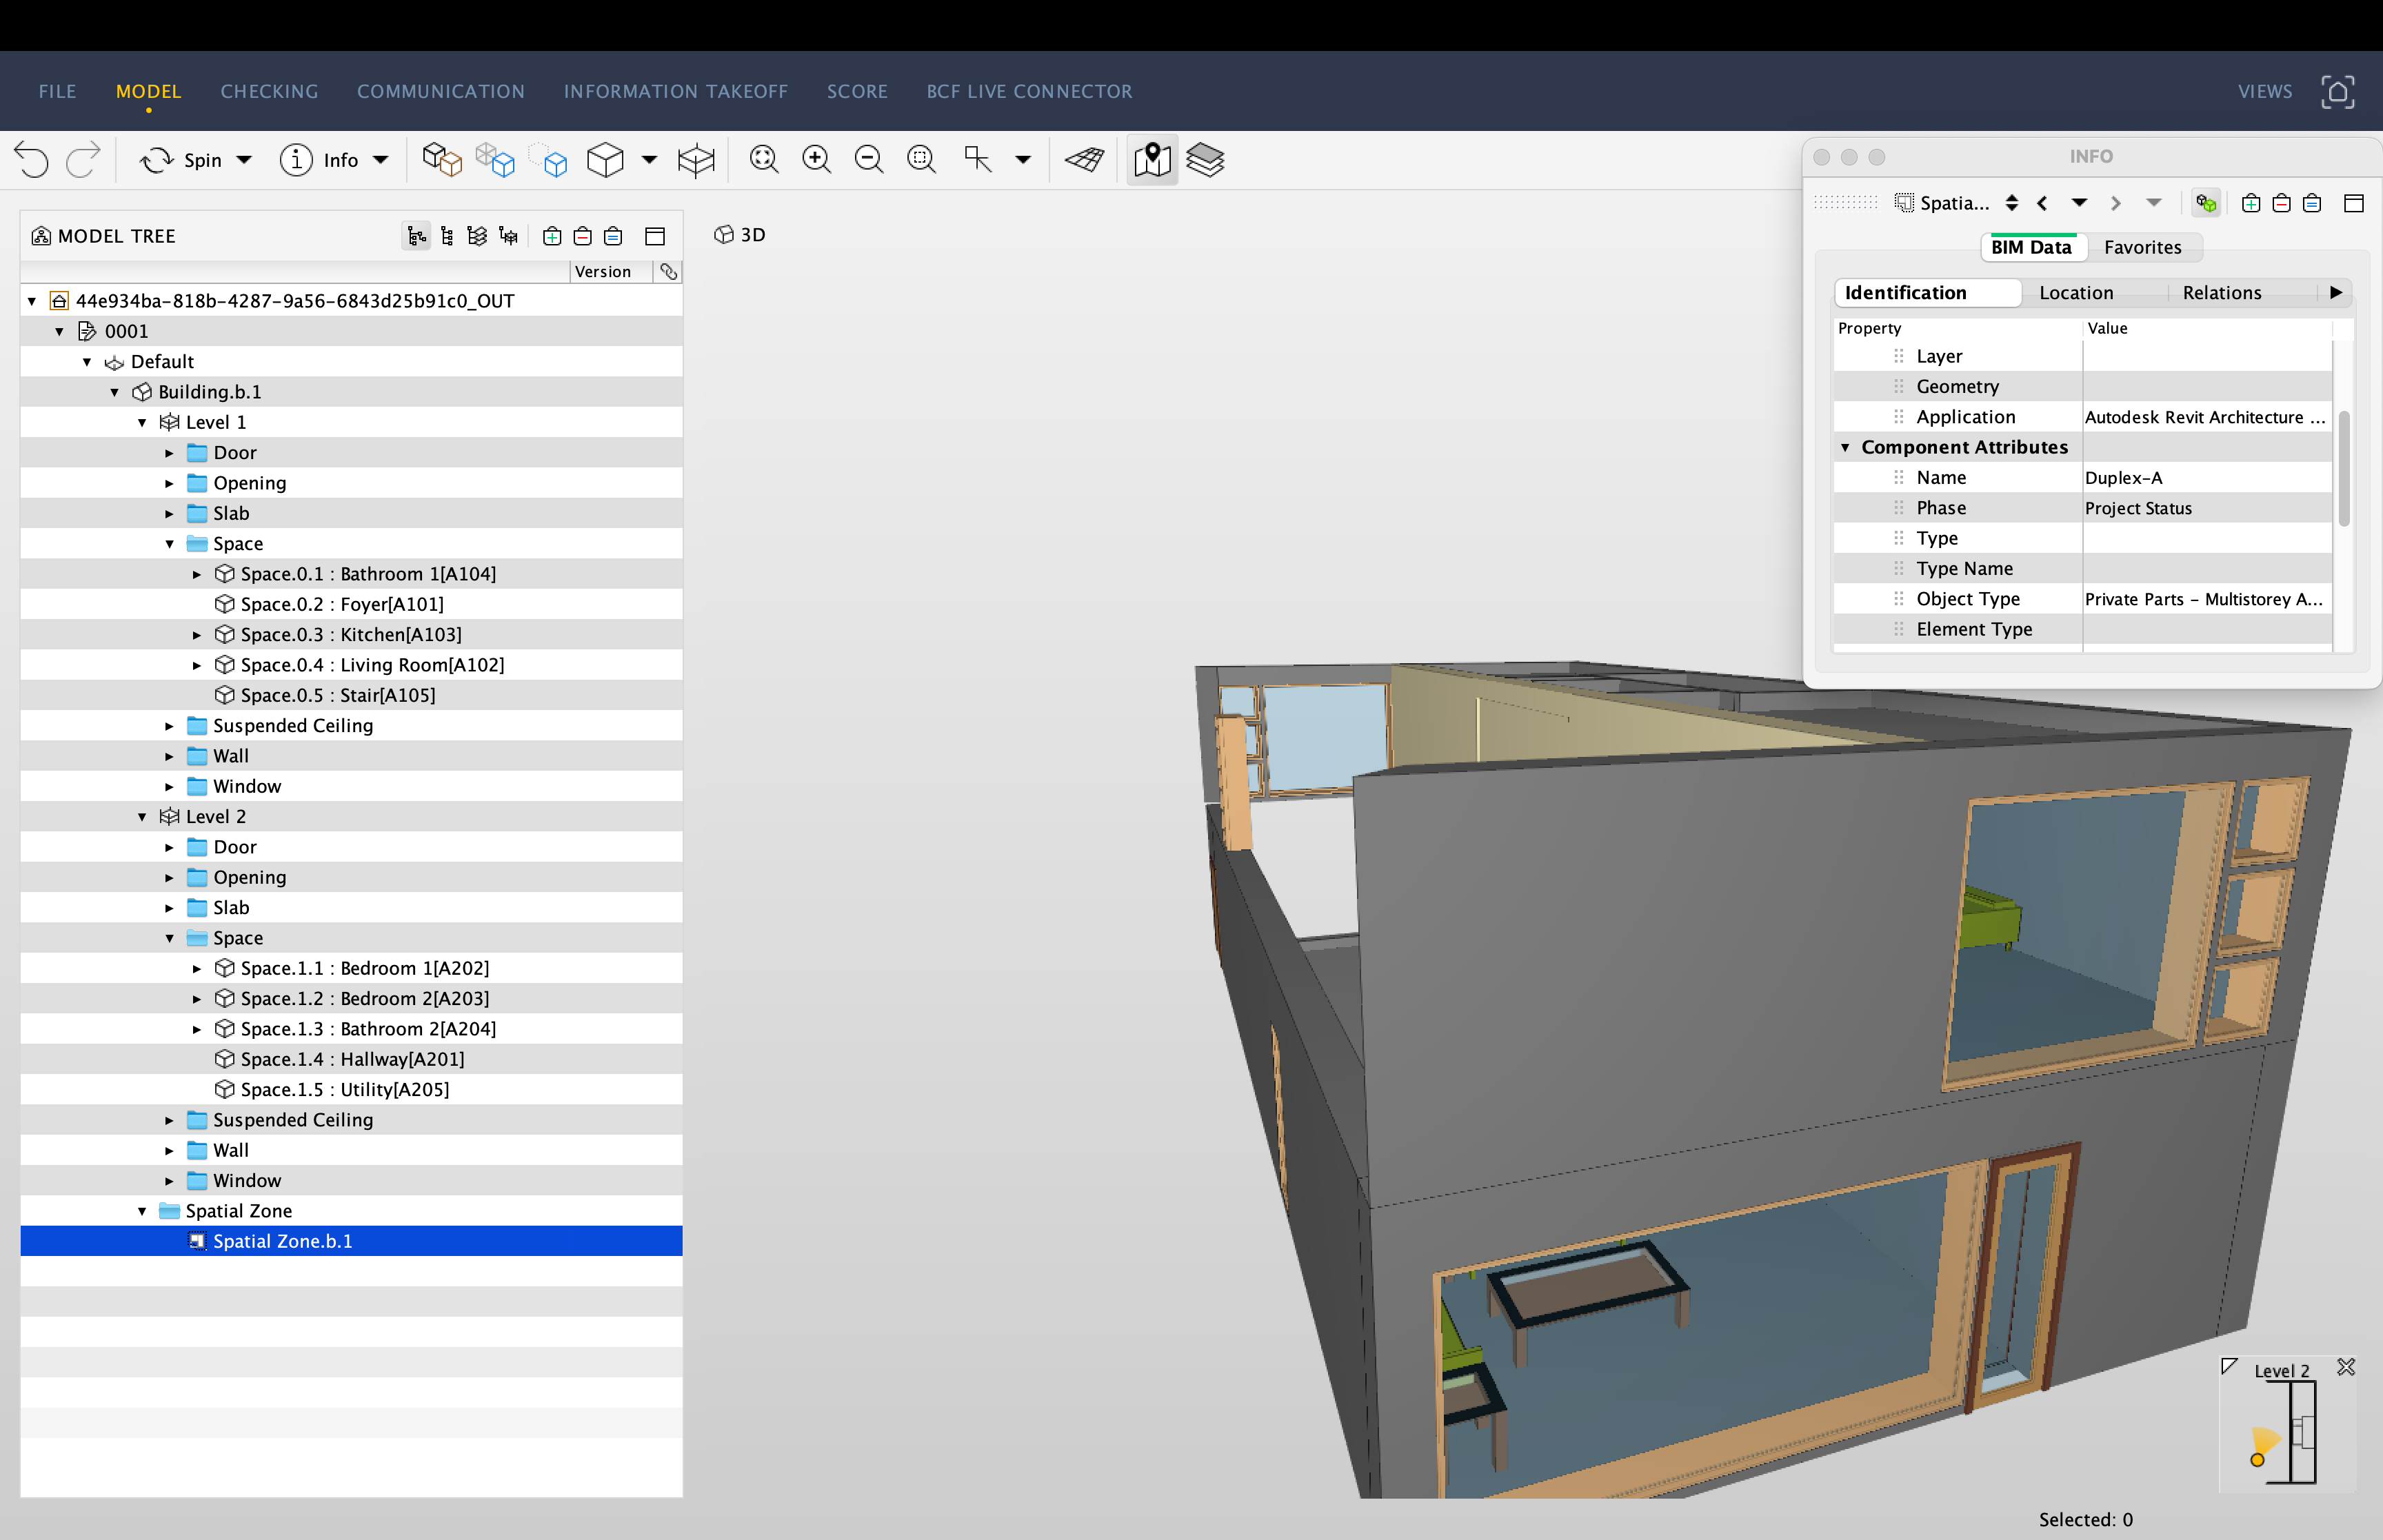 FILE MODEL CHECKING COMMUNICATION INFORMATION TAKEOFF SCORE BCF LIVE CONNECTOR VIEWS
Spin Info
MODEL TREE
Version
44e934ba-818b-4287-9a56-6843d25b91c0_OUT
0001
Default
Building.b.1
Level 1
Door
Opening
Slab
Space
Space.0.1 : Bathroom 1[A104]
Space.0.2 : Foyer[A101]
Space.0.3 : Kitchen[A103]
Space.0.4 : Living Room[A102]
Space.0.5 : Stair[A105]
Suspended Ceiling
Wall
Window
Level 2
Door
Opening
Slab
Space
Space.1.1 : Bedroom 1[A202]
Space.1.2 : Bedroom 2[A203]
Space.1.3 : Bathroom 2[A204]
Space.1.4 : Hallway[A201]
Space.1.5 : Utility[A205]
Suspended Ceiling
Wall
Window
Spatial Zone
Spatial Zone.b.1
3D
INFO
Spatia...
BIM Data Favorites
Identification Location Relations
Property Value
Layer
Geometry
Application Autodesk Revit Architecture ...
Component Attributes
Name Duplex-A
Phase Project Status
Type
Type Name
Object Type Private Parts - Multistorey A...
Element Type
Level 2
Selected: 0